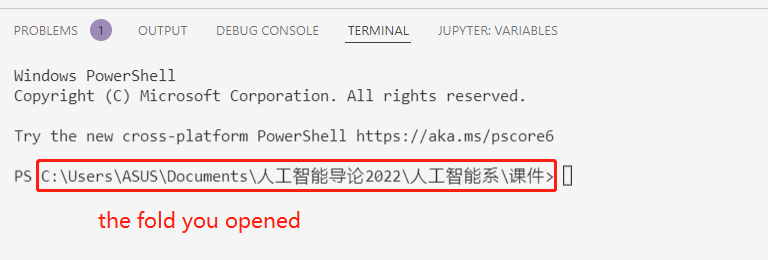 PROBLEMS 1 OUTPUT DEBUG CONSOLE TERMINAL JUPYTER: VARIABLES
Windows PowerShell
Copyright (C) Microsoft Corporation. All rights reserved.
Try the new cross-platform PowerShell https://aka.ms/pscore6
PS C:\Users\ASUS\Documents\人工智能导论2022\人工智能系\课件>
the fold you opened